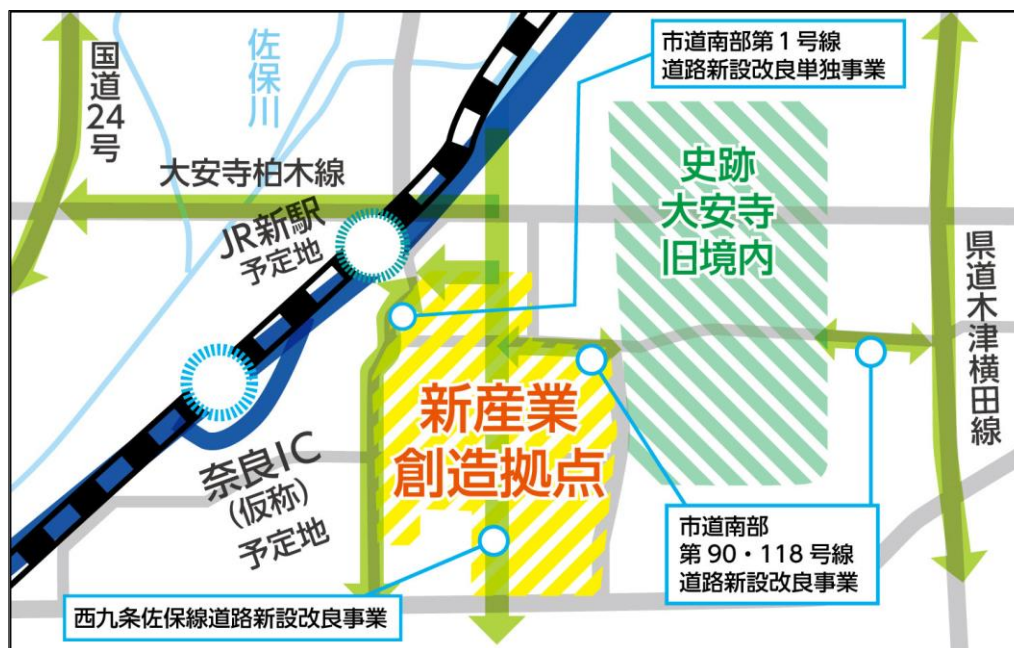 国道24号
佐保川
市道南部第1号線
道路新設改良単独事業
大安寺柏木線
JR新駅
予定地
史跡
大安寺
旧境内
県道木津横田線
新産業
創造拠点
奈良IC
(仮称)
予定地
市道南部
第90・118号線
道路新設改良事業
西九条佐保線道路新設改良事業